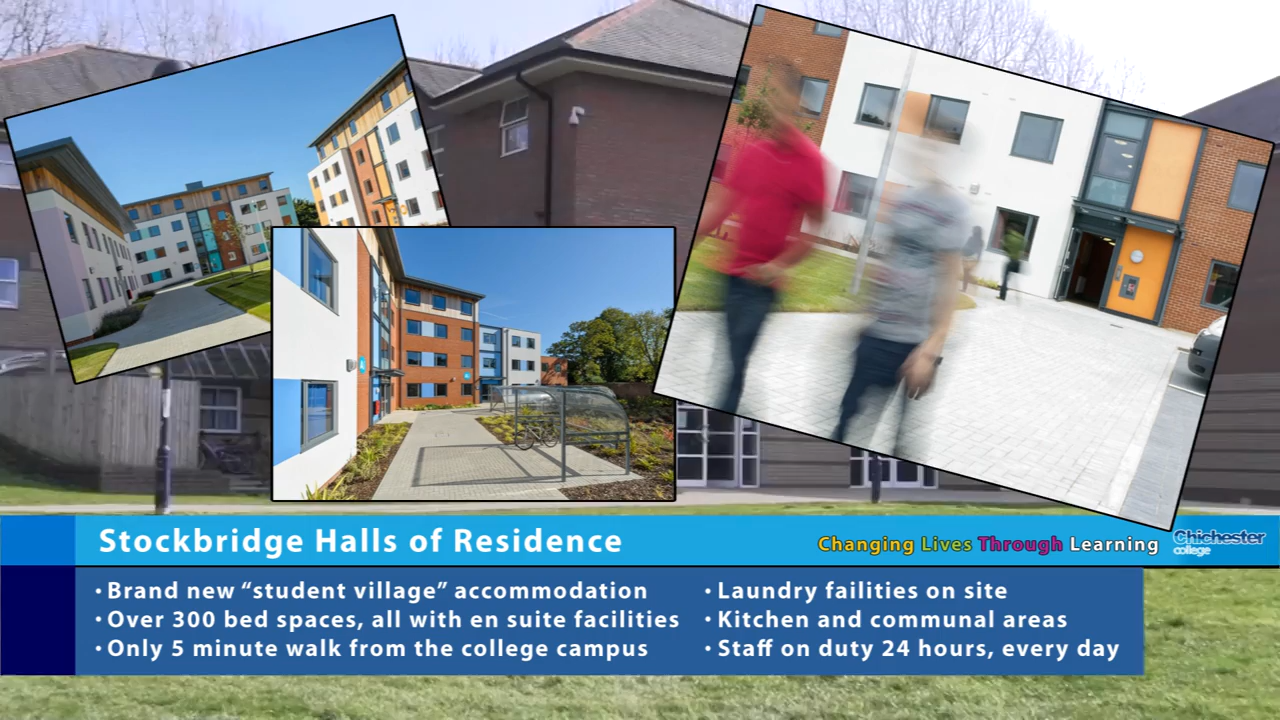 Stockbridge Halls of Residence
Changing Lives Through Learning
Chichester
college
• Brand new “student village” accommodation
• Over 300 bed spaces, all with en suite facilities
• Only 5 minute walk from the college campus
• Laundry failities on site
• Kitchen and communal areas
• Staff on duty 24 hours, every day